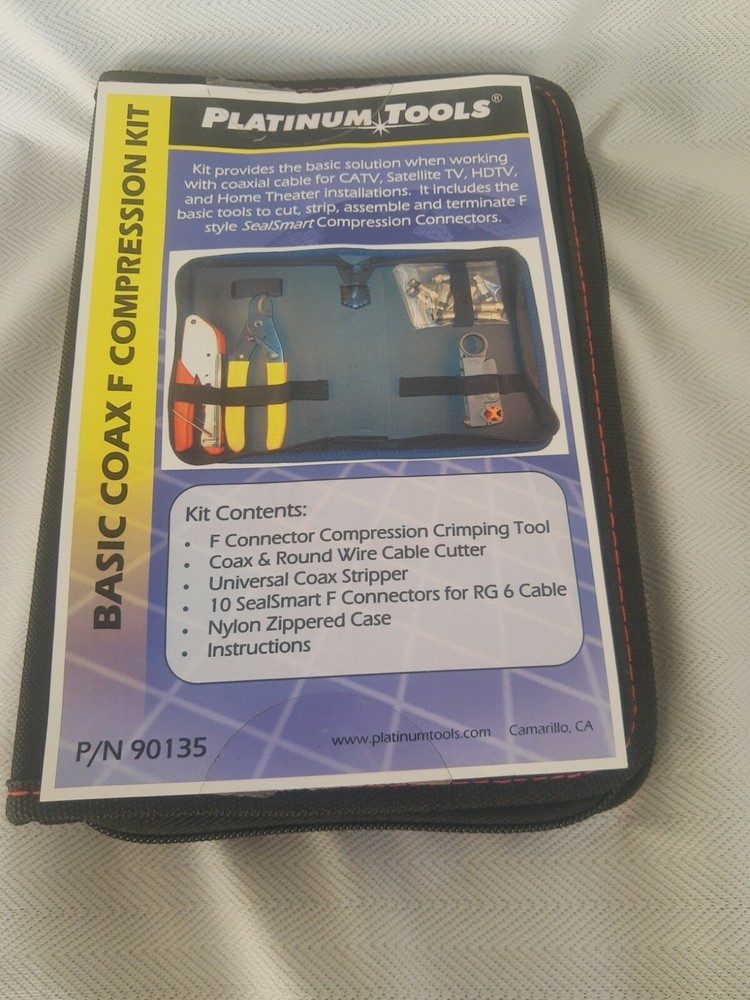 PLATINUM TOOLS®
BASIC COAX F COMPRESSION KIT
Kit provides the basic solution when working
with coaxial cable for CATV, Satellite TV, HDTV,
and Home Theater installations. It includes the
basic tools to cut, strip, assemble and terminate F
style SealSmart Compression Connectors.
Kit Contents:
• F Connector Compression Crimping Tool
• Coax & Round Wire Cable Cutter
• Universal Coax Stripper
• 10 SealSmart F Connectors for RG 6 Cable
• Nylon Zippered Case
• Instructions
P/N 90135
www.platinumtools.com Camarillo, CA